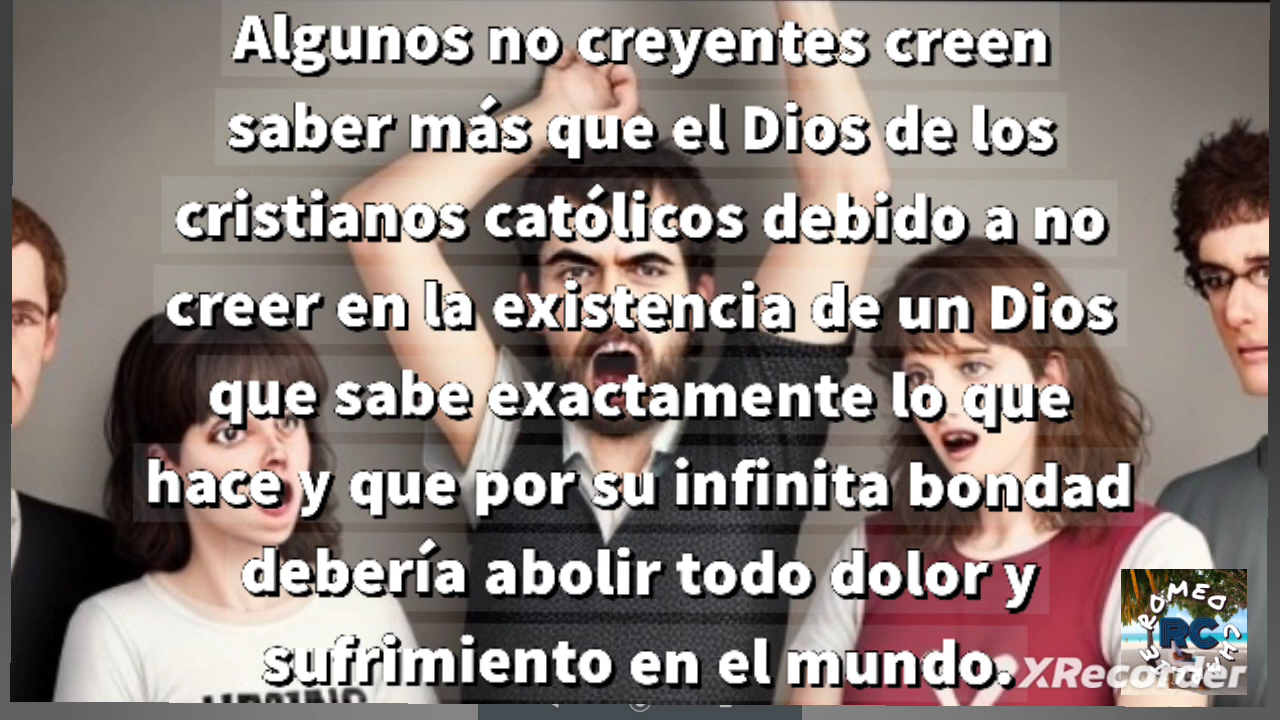 Algunos no creyentes creen
saber más que el Dios de los
cristianos católicos debido a no
creer en la existencia de un Dios
que sabe exactamente lo que
hace y que por su infinita bondad
debería abolir todo dolor y
sufrimiento en el mundo.
RC
XRecorder